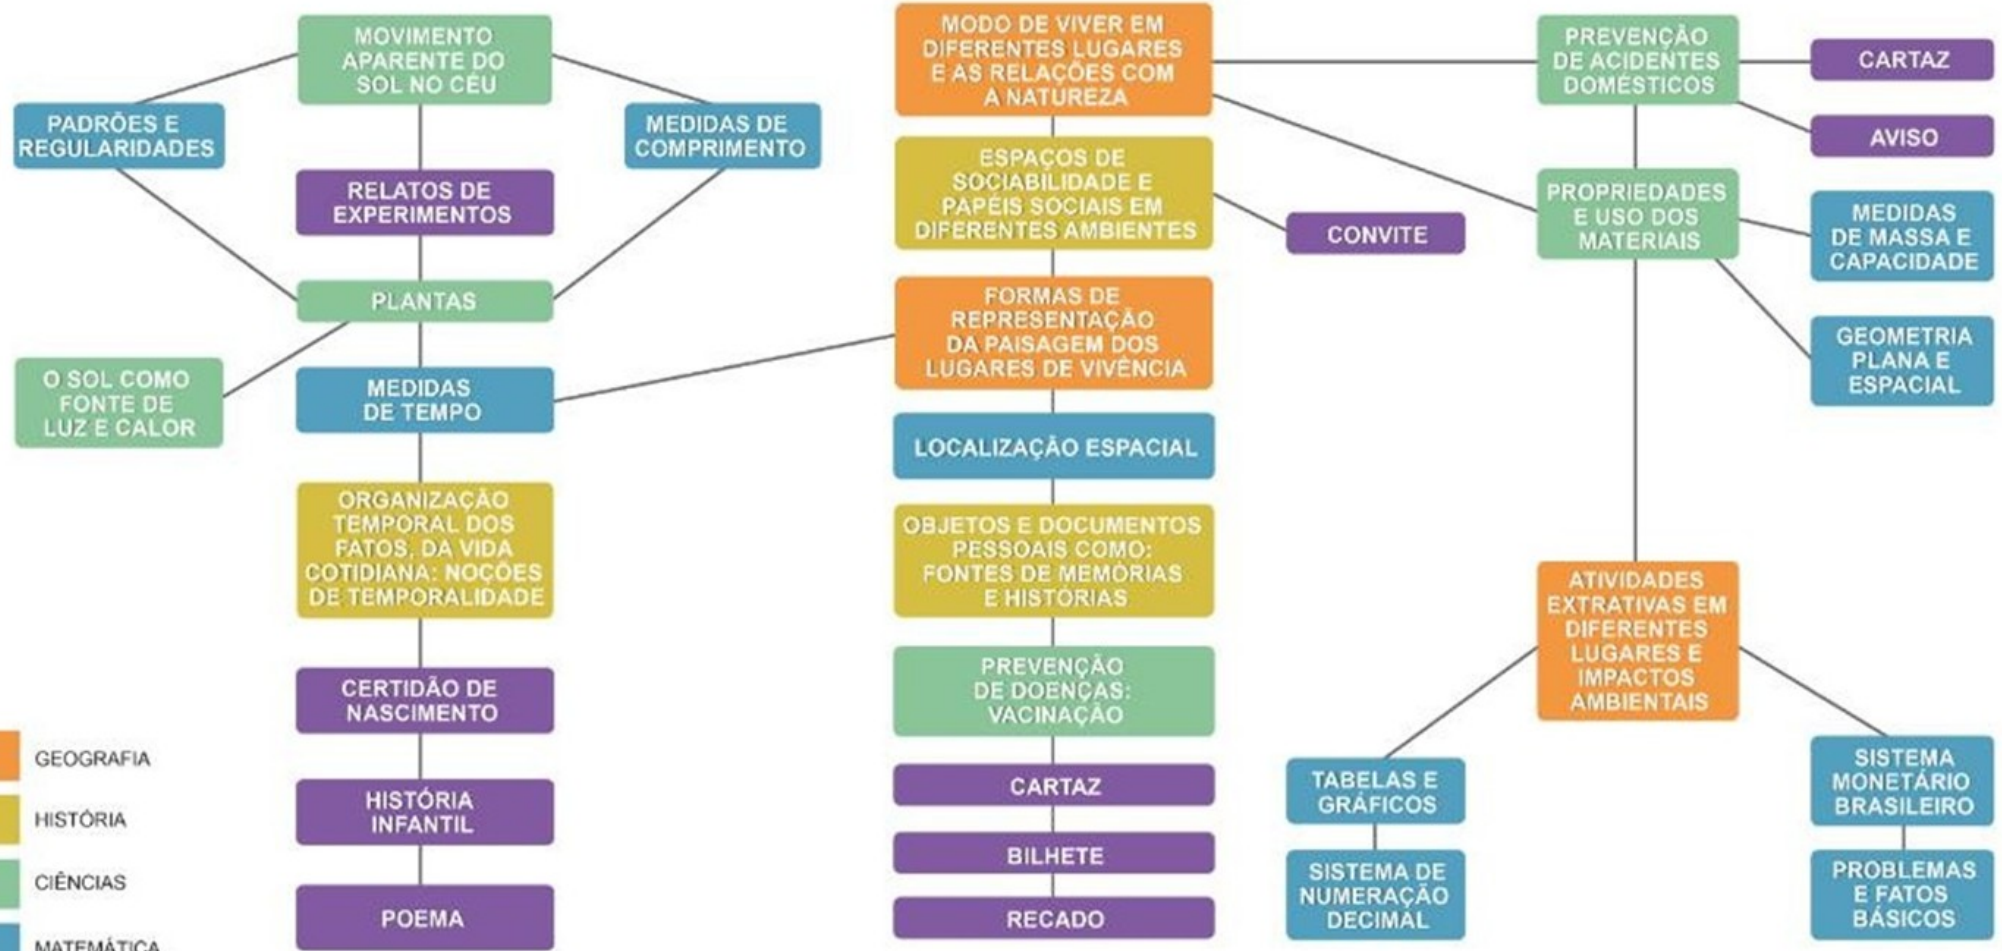 MOVIMENTO
APARENTE DO
SOL NO CÉU
PADRÕES E
REGULARIDADES
MEDIDAS DE
COMPRIMENTO
RELATOS DE
EXPERIMENTOS
PLANTAS
O SOL COMO
FONTE DE
LUZ E CALOR
MEDIDAS
DE TEMPO
ORGANIZAÇÃO
TEMPORAL DOS
FATOS, DA VIDA
COTIDIANA: NOÇÕES
DE TEMPORALIDADE
CERTIDÃO DE
NASCIMENTO
HISTÓRIA
INFANTIL
POEMA
MODO DE VIVER EM
DIFERENTES LUGARES
E AS RELAÇÕES COM
A NATUREZA
ESPAÇOS DE
SOCIABILIDADE E
PAPÉIS SOCIAIS EM
DIFERENTES AMBIENTES
CONVITE
FORMAS DE
REPRESENTAÇÃO
DA PAISAGEM DOS
LUGARES DE VIVÊNCIA
LOCALIZAÇÃO ESPACIAL
OBJETOS E DOCUMENTOS
PESSOAIS COMO:
FONTES DE MEMÓRIAS
E HISTÓRIAS
PREVENÇÃO
DE DOENÇAS:
VACINAÇÃO
CARTAZ
BILHETE
RECADO
PREVENÇÃO
DE ACIDENTES
DOMÉSTICOS
CARTAZ
AVISO
PROPRIEDADES
E USO DOS
MATERIAIS
MEDIDAS
DE MASSA E
CAPACIDADE
GEOMETRIA
PLANA E
ESPACIAL
ATIVIDADES
EXTRATIVAS EM
DIFERENTES
LUGARES E
IMPACTOS
AMBIENTAIS
TABELAS E
GRÁFICOS
SISTEMA DE
NUMERAÇÃO
DECIMAL
SISTEMA
MONETÁRIO
BRASILEIRO
PROBLEMAS
E FATOS
BÁSICOS
GEOGRAFIA
HISTÓRIA
CIÊNCIAS
MATEMÁTICA